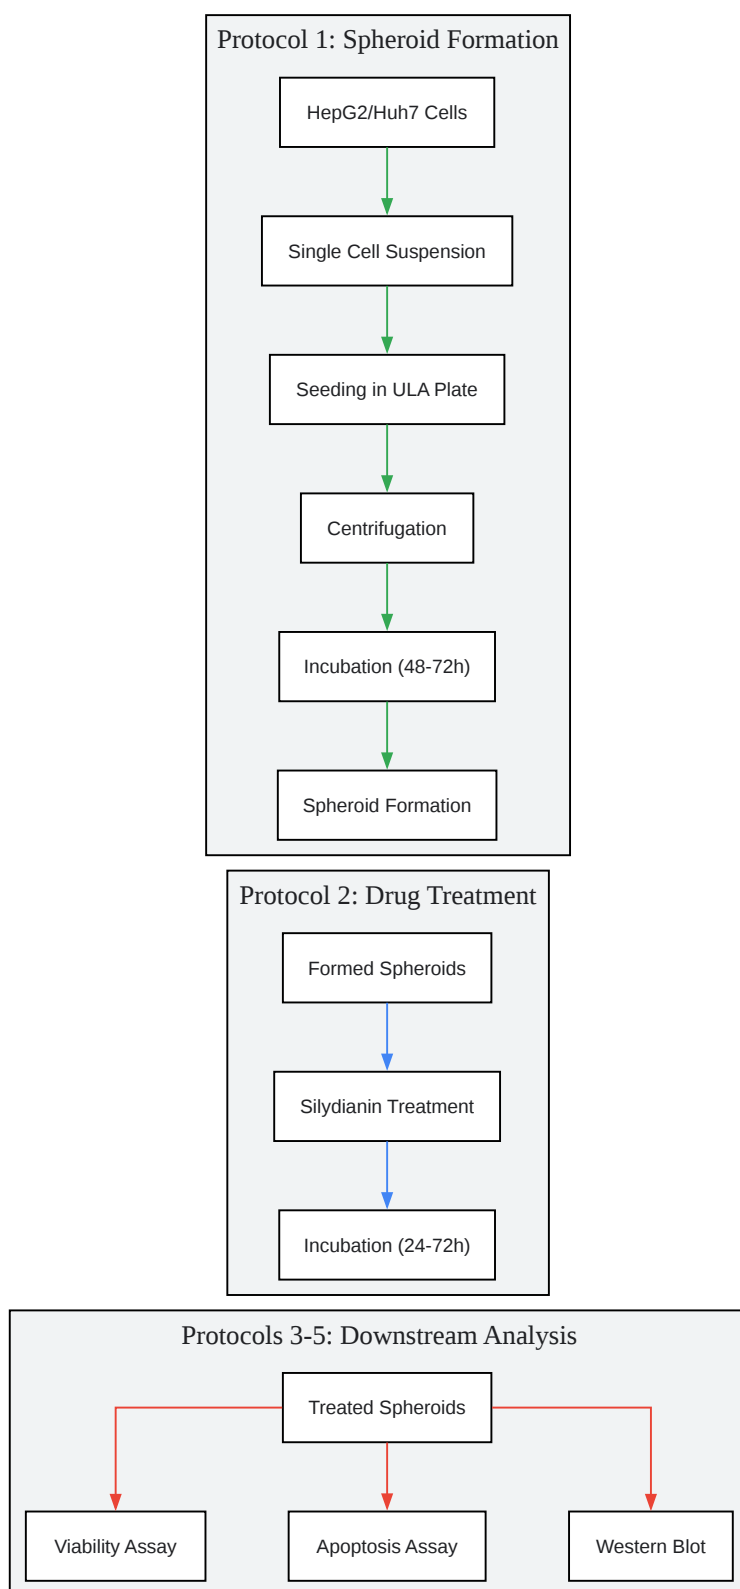 Protocol 1: Spheroid Formation
HepG2/Huh7 Cells
Single Cell Suspension
Seeding in ULA Plate
Centrifugation
Incubation (48-72h)
Spheroid Formation
Protocol 2: Drug Treatment
Formed Spheroids
Silydianin Treatment
Incubation (24-72h)
Protocols 3-5: Downstream Analysis
Treated Spheroids
Viability Assay
Apoptosis Assay
Western Blot